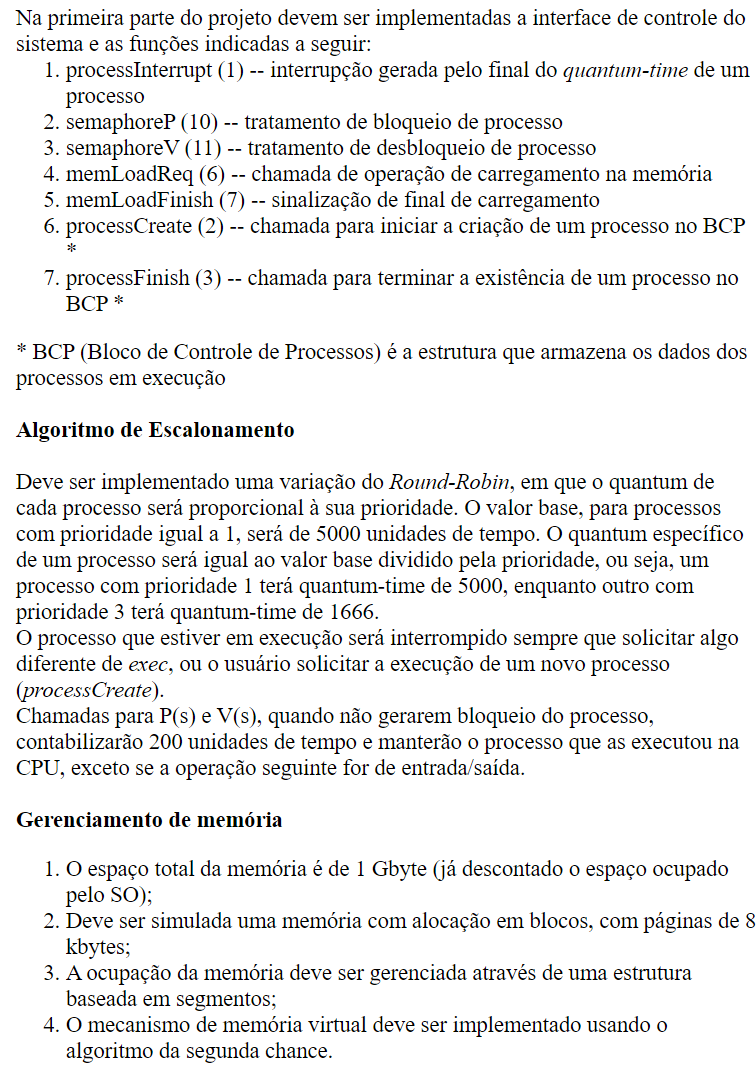 Na primeira parte do projeto devem ser implementadas a interface de controle do
sistema e as funções indicadas a seguir:
1. processInterrupt (1) -- interrupção gerada pelo final do quantum-time de um
processo
2. semaphoreP (10) -- tratamento de bloqueio de processo
3. semaphoreV (11) -- tratamento de desbloqueio de processo
4. memLoadReq (6) -- chamada de operação de carregamento na memória
5. memLoadFinish (7) -- sinalização de final de carregamento
6. processCreate (2) -- chamada para iniciar a criação de um processo no BCP
*
7. processFinish (3) -- chamada para terminar a existência de um processo no
BCP *
* BCP (Bloco de Controle de Processos) é a estrutura que armazena os dados dos
processos em execução
Algoritmo de Escalonamento
Deve ser implementado uma variação do Round-Robin, em que o quantum de
cada processo será proporcional à sua prioridade. O valor base, para processos
com prioridade igual a 1, será de 5000 unidades de tempo. O quantum específico
de um processo será igual ao valor base dividido pela prioridade, ou seja, um
processo com prioridade 1 terá quantum-time de 5000, enquanto outro com
prioridade 3 terá quantum-time de 1666.
O processo que estiver em execução será interrompido sempre que solicitar algo
diferente de exec, ou o usuário solicitar a execução de um novo processo
(processCreate).
Chamadas para P(s) e V(s), quando não gerarem bloqueio do processo,
contabilizarão 200 unidades de tempo e manterão o processo que as executou na
CPU, exceto se a operação seguinte for de entrada/saída.
Gerenciamento de memória
1. O espaço total da memória é de 1 Gbyte (já descontado o espaço ocupado
pelo SO);
2. Deve ser simulada uma memória com alocação em blocos, com páginas de 8
kbytes;
3. A ocupação da memória deve ser gerenciada através de uma estrutura
baseada em segmentos;
4. O mecanismo de memória virtual deve ser implementado usando o
algoritmo da segunda chance.